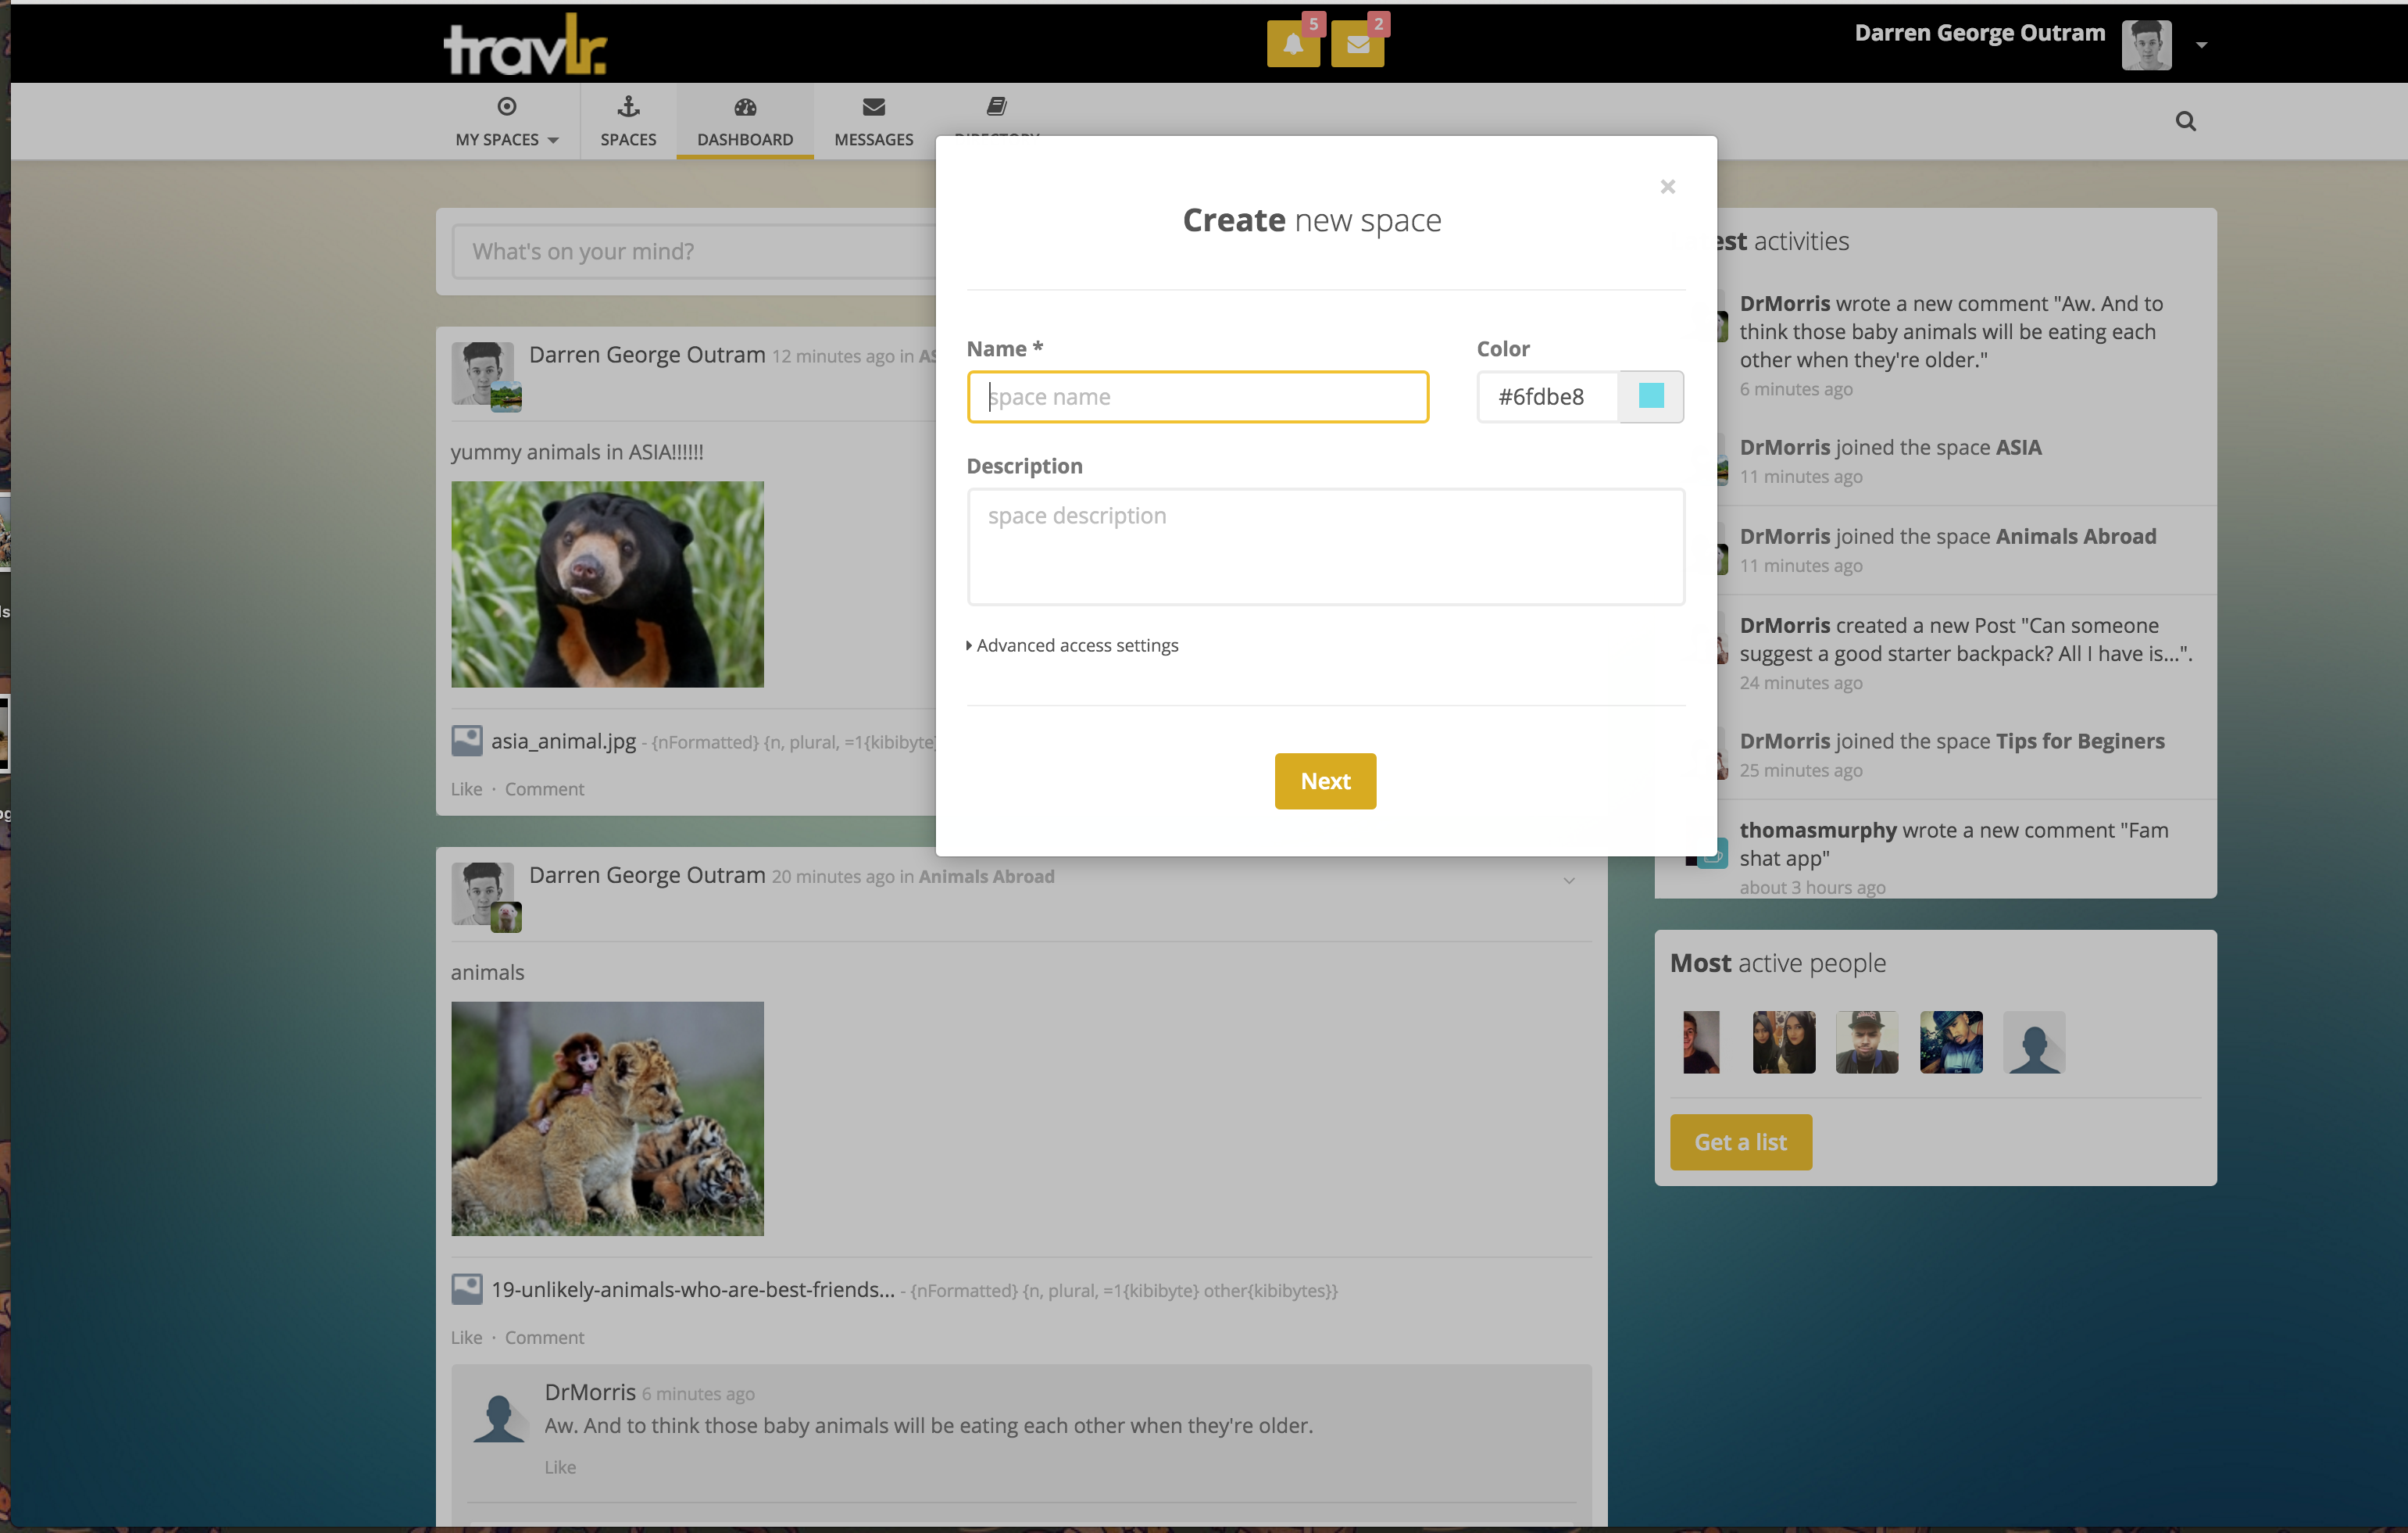 travlr.
5
2
Darren George Outram
MY SPACES
SPACES
DASHBOARD
MESSAGES
Create new space
Name *
space name
Color
#6fdbe8
Description
space description
Advanced access settings
Next
What's on your mind?
Darren George Outram 12 minutes ago in
yummy animals in ASIA!!!!!!
asia_animal.jpg - {nFormatted} {n, plural, =1{kibibyte}
Like · Comment
Darren George Outram 20 minutes ago in Animals Abroad
animals
19-unlikely-animals-who-are-best-friends... - {nFormatted} {n, plural, =1{kibibyte} other{kibibytes}}
Like · Comment
DrMorris 6 minutes ago
Aw. And to think those baby animals will be eating each other when they're older.
Like
activities
DrMorris wrote a new comment "Aw. And to
think those baby animals will be eating each
other when they're older."
6 minutes ago
DrMorris joined the space ASIA
11 minutes ago
DrMorris joined the space Animals Abroad
11 minutes ago
DrMorris created a new Post "Can someone
suggest a good starter backpack? All I have is...".
24 minutes ago
DrMorris joined the space Tips for Beginers
25 minutes ago
thomasmurphy wrote a new comment "Fam
shat app"
about 3 hours ago
Most active people
Get a list